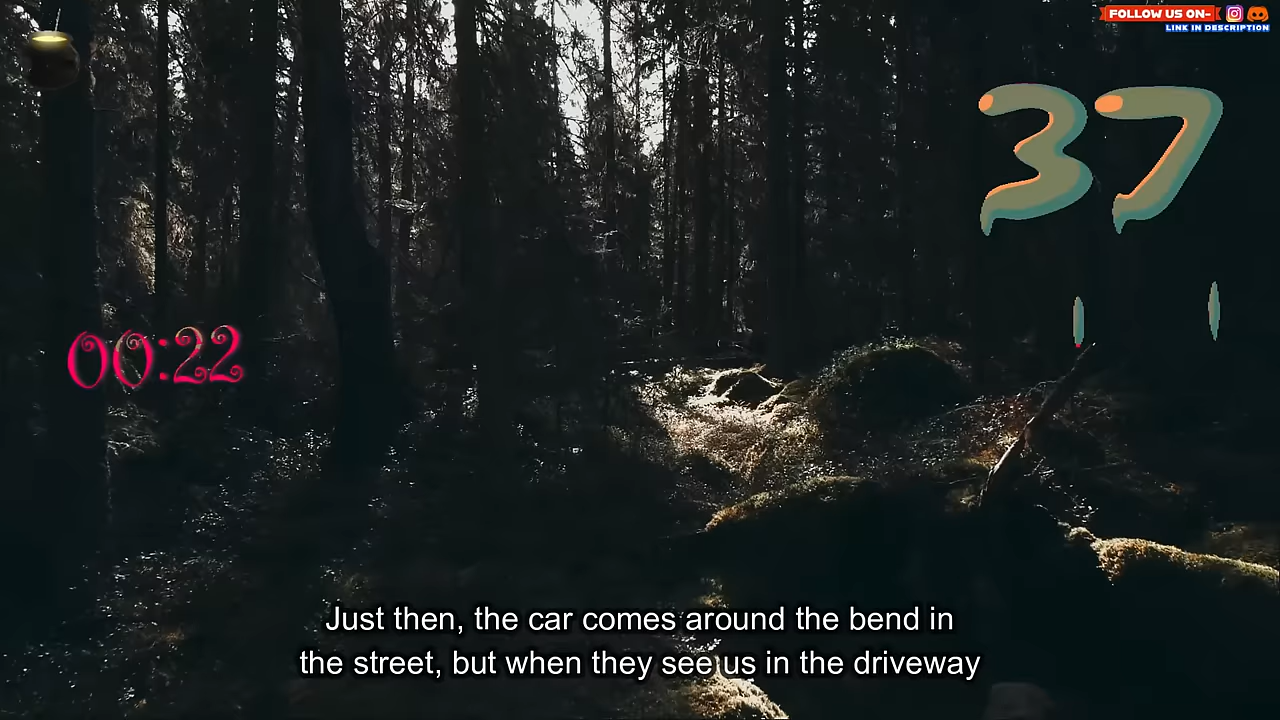 FOLLOW US ON-
LINK IN DESCRIPTION
37
00:22
Just then, the car comes around the bend in
the street, but when they see us in the driveway